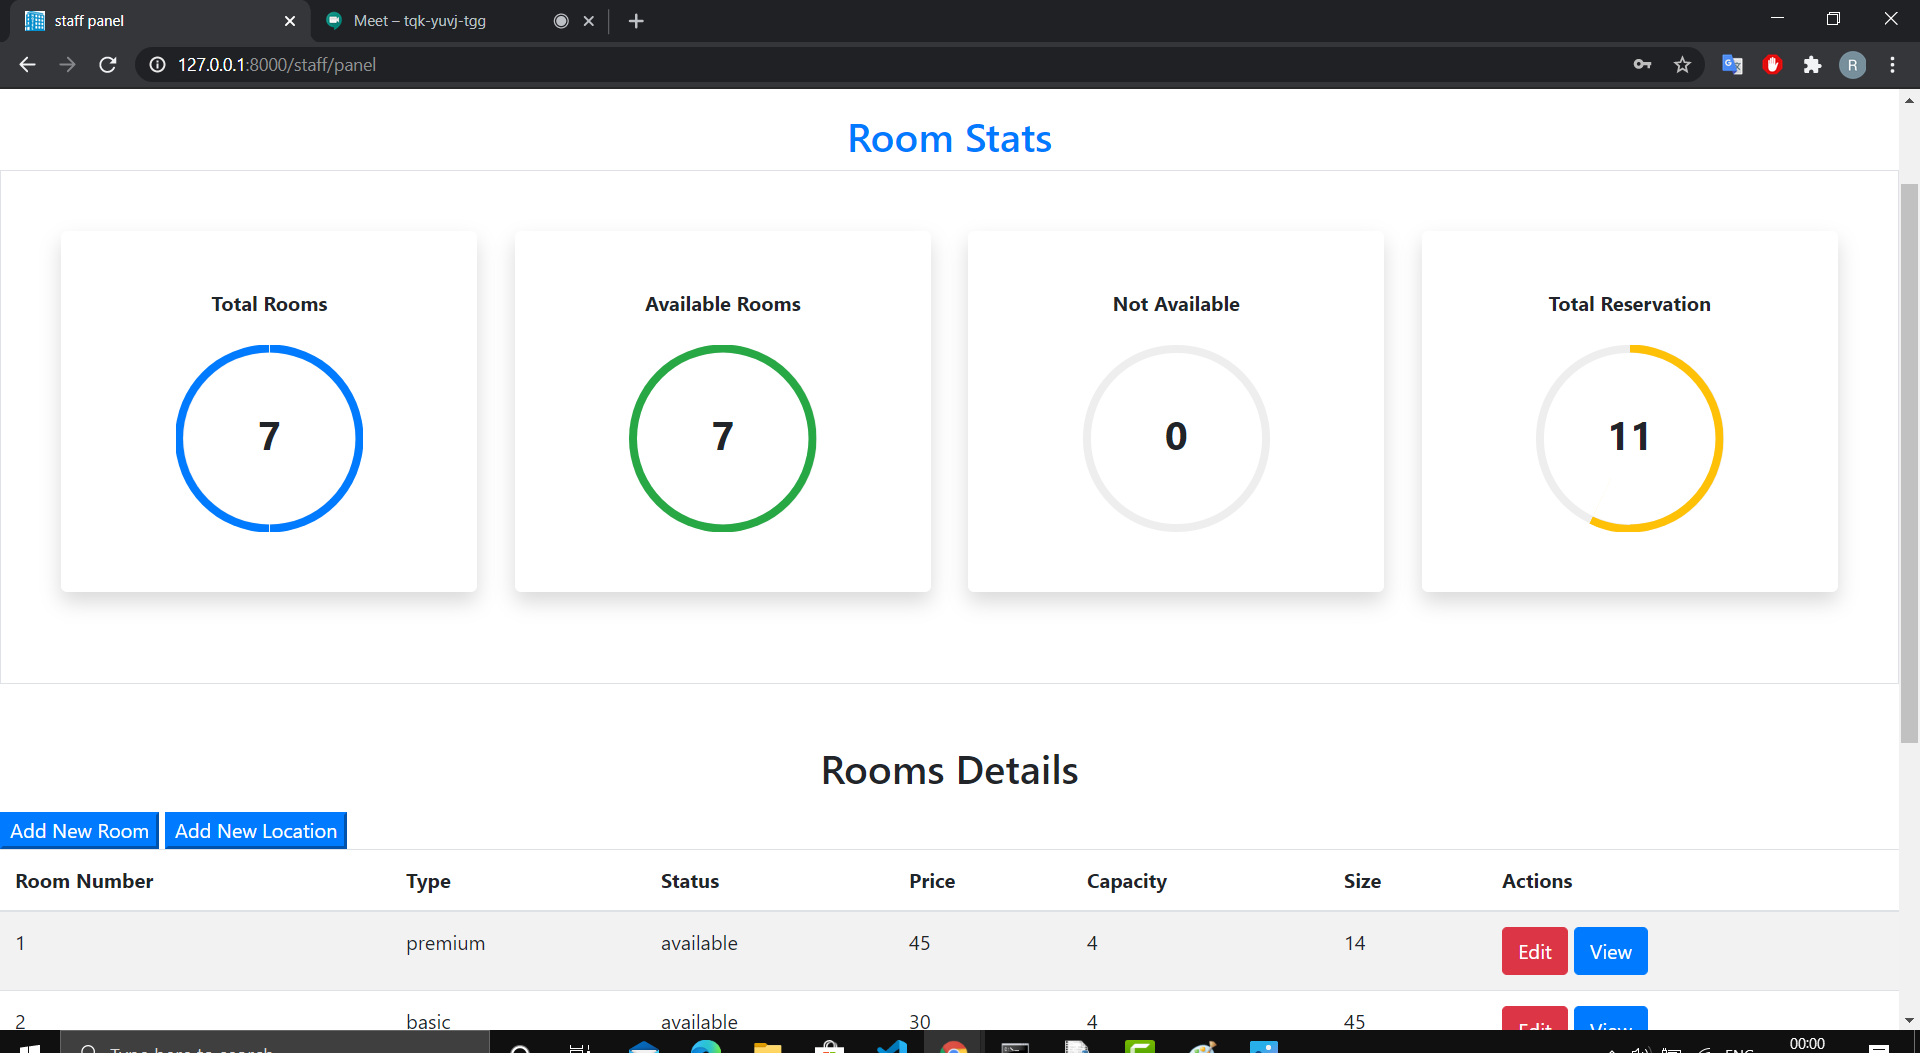 staff panel
Meet – tqk-yuvj-tgg
127.0.0.1:8000/staff/panel
R
Room Stats
Total Rooms
Available Rooms
Not Available
Total Reservation
7
7
0
11
Rooms Details
Add New Room Add New Location
Room Number Type Status Price Capacity Size Actions
1 premium available 45 4 14 Edit View
2 basic available 30 4 45 Edit View
Type here to search
ENG
00:00